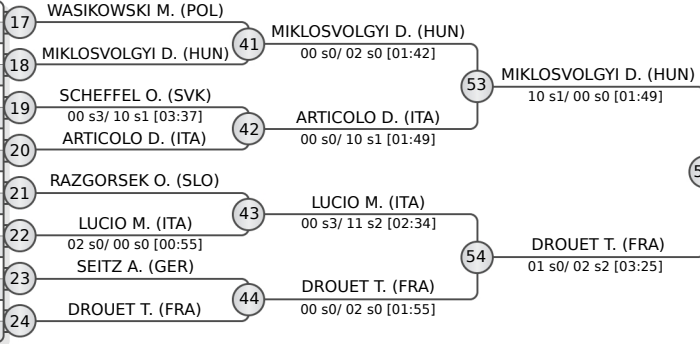 WASIKOWSKI M. (POL)
17
MIKLOSVOLGYI D. (HUN)
41
00 s0/ 02 s0 [01:42]
MIKLOSVOLGYI D. (HUN)
18
53
MIKLOSVOLGYI D. (HUN)
10 s1/ 00 s0 [01:49]
SCHEFFEL O. (SVK)
19
00 s3/ 10 s1 [03:37]
ARTICOLO D. (ITA)
42
00 s0/ 10 s1 [01:49]
ARTICOLO D. (ITA)
20
RAZGORSEK O. (SLO)
21
LUCIO M. (ITA)
43
00 s3/ 11 s2 [02:34]
LUCIO M. (ITA)
22
02 s0/ 00 s0 [00:55]
54
DROUET T. (FRA)
01 s0/ 02 s2 [03:25]
SEITZ A. (GER)
23
DROUET T. (FRA)
44
00 s0/ 02 s0 [01:55]
DROUET T. (FRA)
24